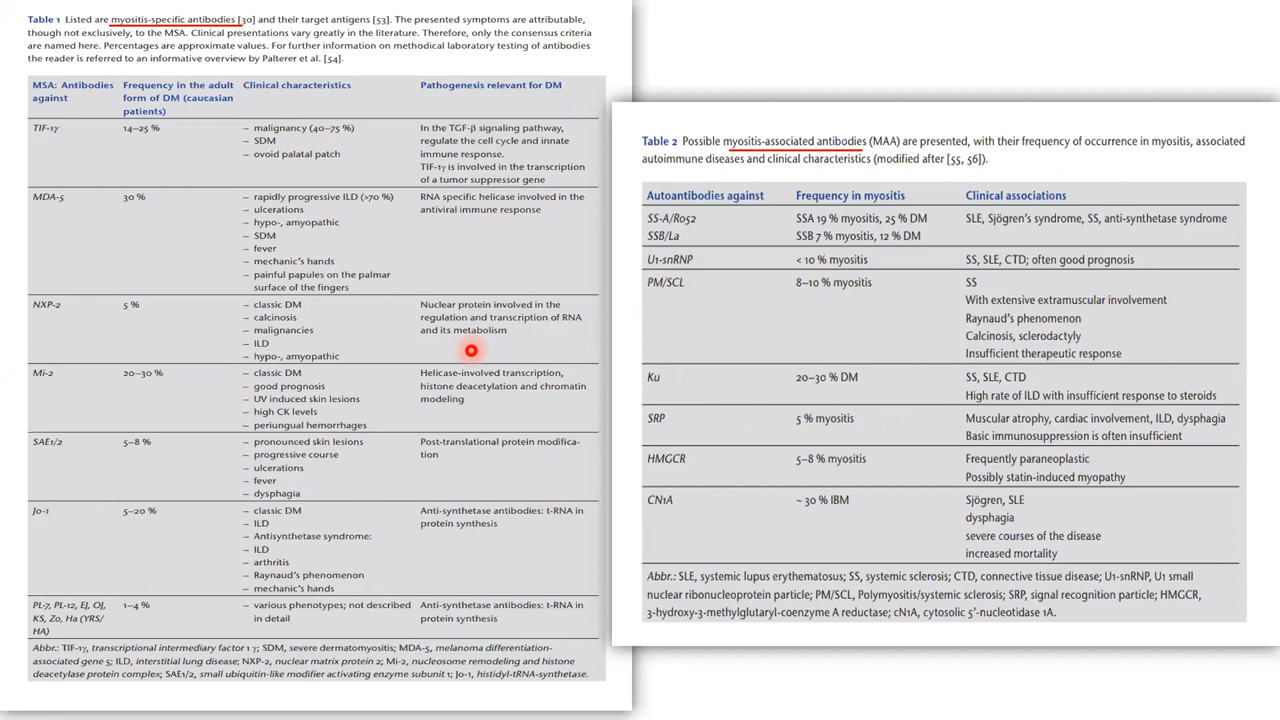 Table 1 Listed are myositis-specific antibodies [30] and their target antigens [53]. The presented symptoms are attributable,
though not exclusively, to the MSA. Clinical presentations vary greatly in the literature. Therefore, only the consensus criteria
are named here. Percentages are approximate values. For further information on methodical laboratory testing of antibodies
the reader is referred to an informative overview by Palterer et al. [54].
MSA: Antibodies against
Frequency in the adult form of DM (caucasian patients)
Clinical characteristics
Pathogenesis relevant for DM
TIF-1γ
14–25 %
– malignancy (40–75 %)
– SDM
– ovoid palatal patch
In the TGF-β signaling pathway,
regulate the cell cycle and innate
immune response.
TIF-1γ is involved in the transcription
of a tumor suppressor gene
MDA-5
30 %
– rapidly progressive ILD (>70 %)
– ulcerations
– hypo-, amyopathic
– SDM
– fever
– mechanic's hands
– painful papules on the palmar
surface of the fingers
RNA specific helicase involved in the
antiviral immune response
NXP-2
5 %
– classic DM
– calcinosis
– malignancies
– ILD
– hypo-, amyopathic
Nuclear protein involved in the
regulation and transcription of RNA
and its metabolism
Mi-2
20–30 %
– classic DM
– good prognosis
– UV induced skin lesions
– high CK levels
– periungual hemorrhages
Helicase-involved transcription,
histone deacetylation and chromatin
modeling
SAE1/2
5–8 %
– pronounced skin lesions
– progressive course
– ulcerations
– fever
– dysphagia
Post-translational protein modifica-
tion
Jo-1
5–20 %
– classic DM
– ILD
– Antisynthetase syndrome:
– ILD
– arthritis
– Raynaud's phenomenon
– mechanic's hands
Anti-synthetase antibodies: t-RNA in
protein synthesis
PL-7, PL-12, EJ, OJ,
KS, Zo, Ha (YRS/
HA)
1–4 %
– various phenotypes; not described
in detail
Anti-synthetase antibodies: t-RNA in
protein synthesis
Abbr.: TIF-1γ, transcriptional intermediary factor 1 γ; SDM, severe dermatomyositis; MDA-5, melanoma differentiation-
associated gene 5; ILD, interstitial lung disease; NXP-2, nuclear matrix protein 2; Mi-2, nucleosome remodeling and histone
deacetylase protein complex; SAE1/2, small ubiquitin-like modifier activating enzyme subunit 1; Jo-1, histidyl-tRNA-synthetase.
Table 2 Possible myositis-associated antibodies (MAA) are presented, with their frequency of occurrence in myositis, associated
autoimmune diseases and clinical characteristics (modified after [55, 56]).
Autoantibodies against
Frequency in myositis
Clinical associations
SS-A/Ro52
SSA 19 % myositis, 25 % DM
SLE, Sjögren's syndrome, SS, anti-synthetase syndrome
SSB/La
SSB 7 % myositis, 12 % DM
U1-snRNP
< 10 % myositis
SS, SLE, CTD; often good prognosis
PM/SCL
8–10 % myositis
SS
With extensive extramuscular involvement
Raynaud's phenomenon
Calcinosis, sclerodactyly
Insufficient therapeutic response
Ku
20–30 % DM
SS, SLE, CTD
High rate of ILD with insufficient response to steroids
SRP
5 % myositis
Muscular atrophy, cardiac involvement, ILD, dysphagia
Basic immunosuppression is often insufficient
HMGCR
5–8 % myositis
Frequently paraneoplastic
Possibly statin-induced myopathy
CN1A
~ 30 % IBM
Sjögren, SLE
dysphagia
severe courses of the disease
increased mortality
Abbr.: SLE, systemic lupus erythematosus; SS, systemic sclerosis; CTD, connective tissue disease; U1-snRNP, U1 small
nuclear ribonucleoprotein particle; PM/SCL, Polymyositis/systemic sclerosis; SRP, signal recognition particle; HMGCR,
3-hydroxy-3-methylglutaryl-coenzyme A reductase; cN1A, cytosolic 5′-nucleotidase 1A.